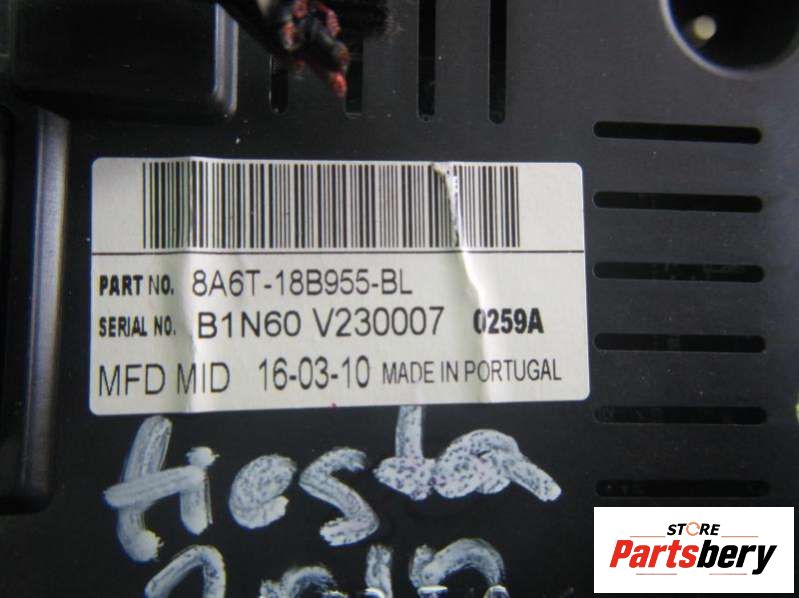 PART NO. 8A6T-18B955-BL
SERIAL NO. B1N60 V230007 0259A
MFD MID 16-03-10 MADE IN PORTUGAL
fiesta
STORE
Partsbery